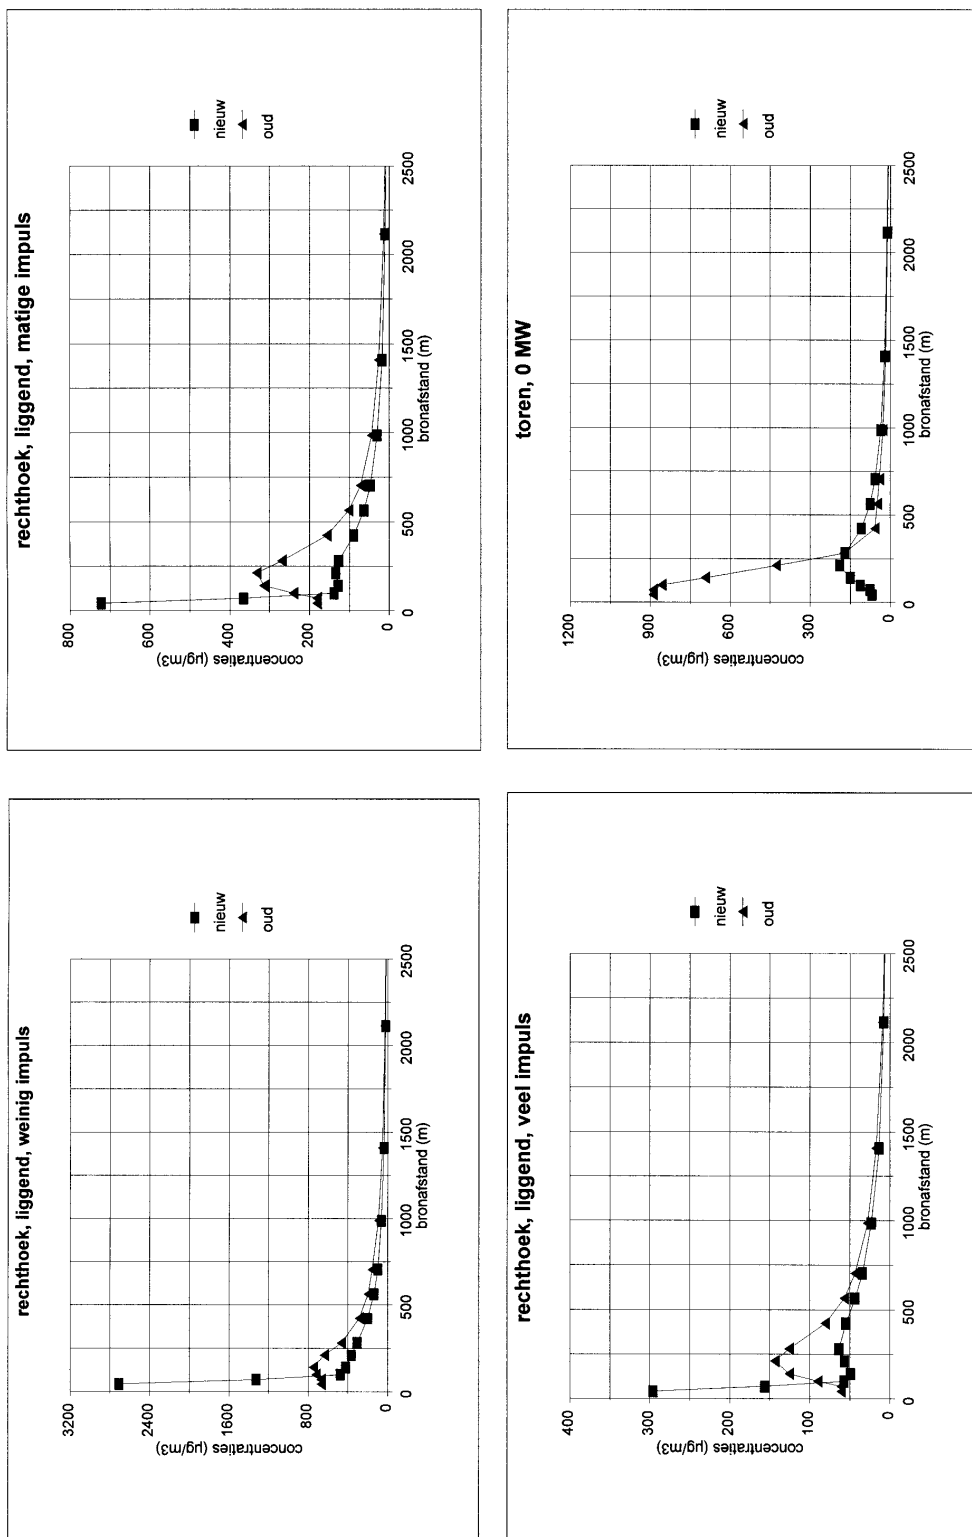 rechthoek, liggend, matige impuls
800
600
400
200
0
concentraties (µg/m3)
0
500
1000
1500
2000
2500
bronafstand (m)
nieuw
oud
toren, 0 MW
1200
900
600
300
0
concentraties (µg/m3)
0
500
1000
1500
2000
2500
bronafstand (m)
nieuw
oud
rechthoek, liggend, weinig impuls
3200
2400
1600
800
0
concentraties (µg/m3)
0
500
1000
1500
2000
2500
bronafstand (m)
nieuw
oud
rechthoek, liggend, veel impuls
400
300
200
100
0
concentraties (µg/m3)
0
500
1000
1500
2000
2500
bronafstand (m)
nieuw
oud